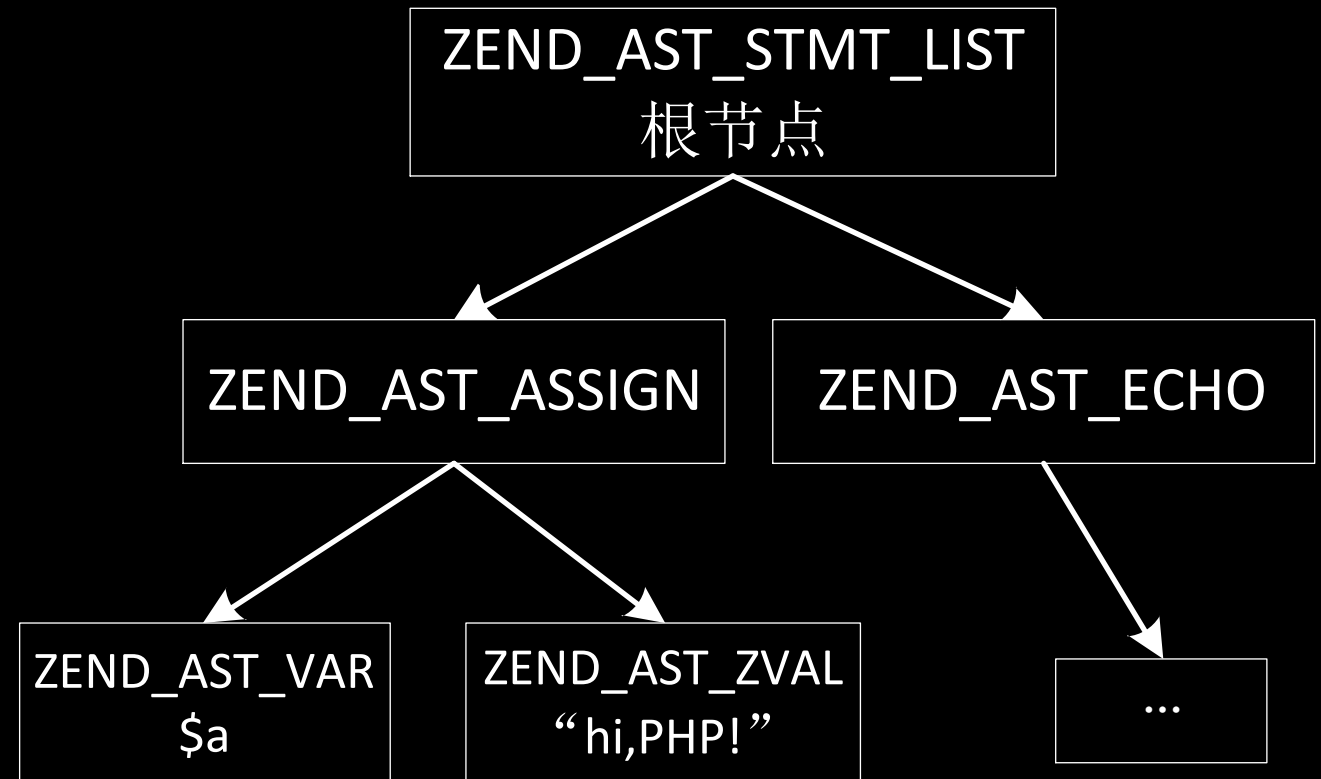 ZEND_AST_STMT_LIST
根节点
ZEND_AST_ASSIGN
ZEND_AST_ECHO
ZEND_AST_VAR
$a
ZEND_AST_ZVAL
“hi,PHP!”
...